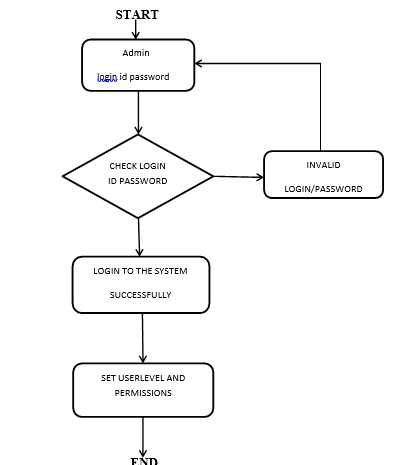 START
Admin
login id password
CHECK LOGIN
ID PASSWORD
INVALID
LOGIN/PASSWORD
LOGIN TO THE SYSTEM
SUCCESSFULLY
SET USERLEVEL AND
PERMISSIONS
END